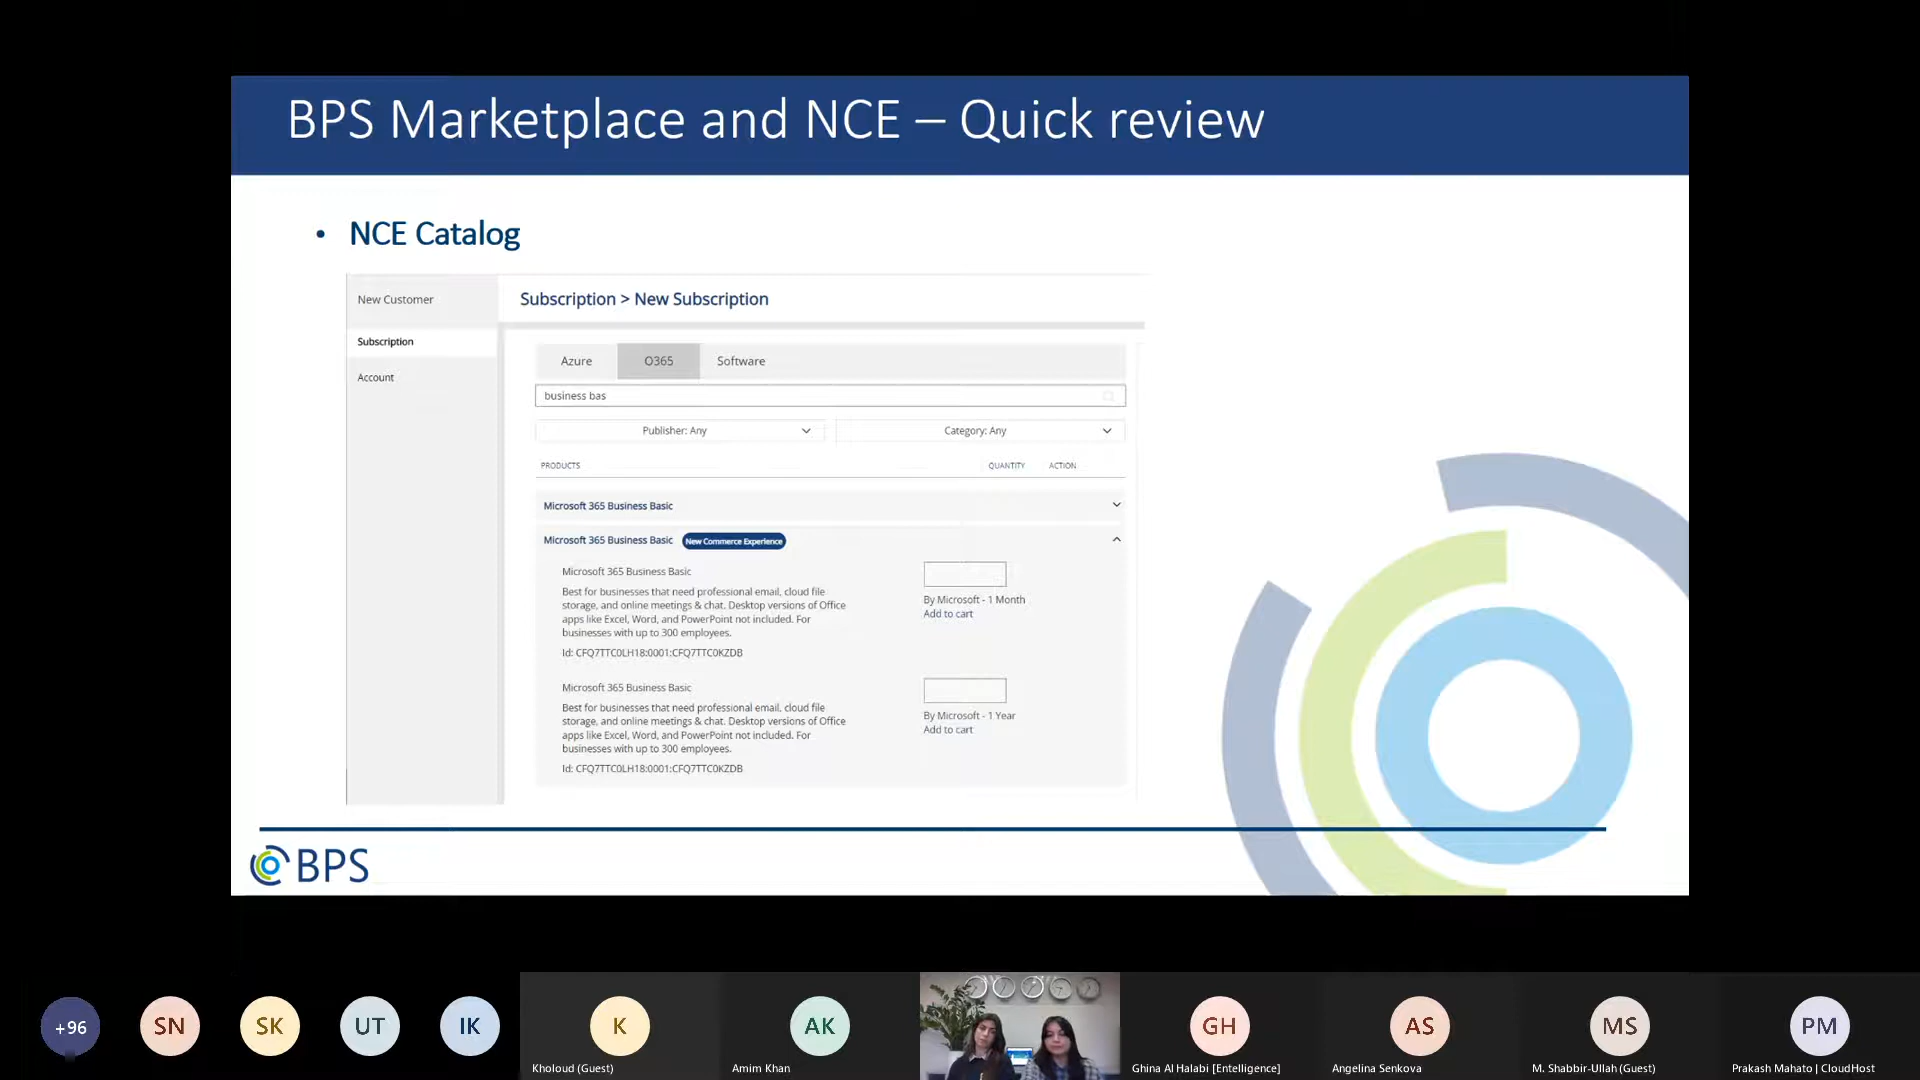 BPS Marketplace and NCE – Quick review
• NCE Catalog
New Customer
Subscription
Account
Subscription > New Subscription
Azure
O365
Software
business bas
Publisher: Any
Category: Any
PRODUCTS
QUANTITY
ACTION
Microsoft 365 Business Basic
Microsoft 365 Business Basic New Commerce Experience
Microsoft 365 Business Basic
Best for businesses that need professional email, cloud file
storage, and online meetings & chat. Desktop versions of Office
apps like Excel, Word, and PowerPoint not included. For
businesses with up to 300 employees.
Id: CFQ7TTC0LH18:0001:CFQ7TTC0KZDB
By Microsoft - 1 Month
Add to cart
Microsoft 365 Business Basic
Best for businesses that need professional email, cloud file
storage, and online meetings & chat. Desktop versions of Office
apps like Excel, Word, and PowerPoint not included. For
businesses with up to 300 employees.
Id: CFQ7TTC0LH18:0001:CFQ7TTC0KZDB
By Microsoft - 1 Year
Add to cart
BPS
+96
SN
SK
UT
IK
K
AK
GH
AS
MS
PM
Kholoud (Guest)
Amim Khan
Ghina Al Halabi [Entelligence]
Angelina Senkova
M. Shabbir-Ullah (Guest)
Prakash Mahato | CloudHost